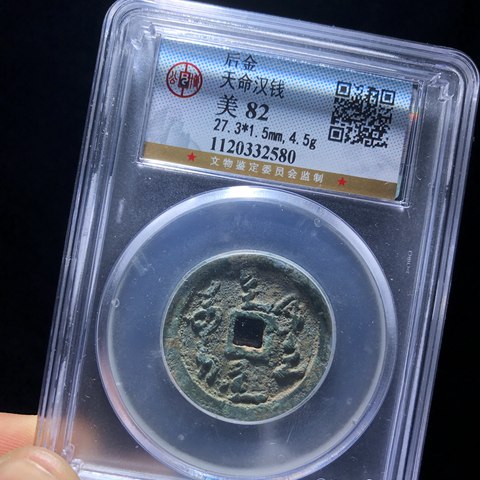 后金
天命汉钱
美 82
27.3*1.5mm,4.5g
1120332580
★ 文物鉴定委员会监制 ★